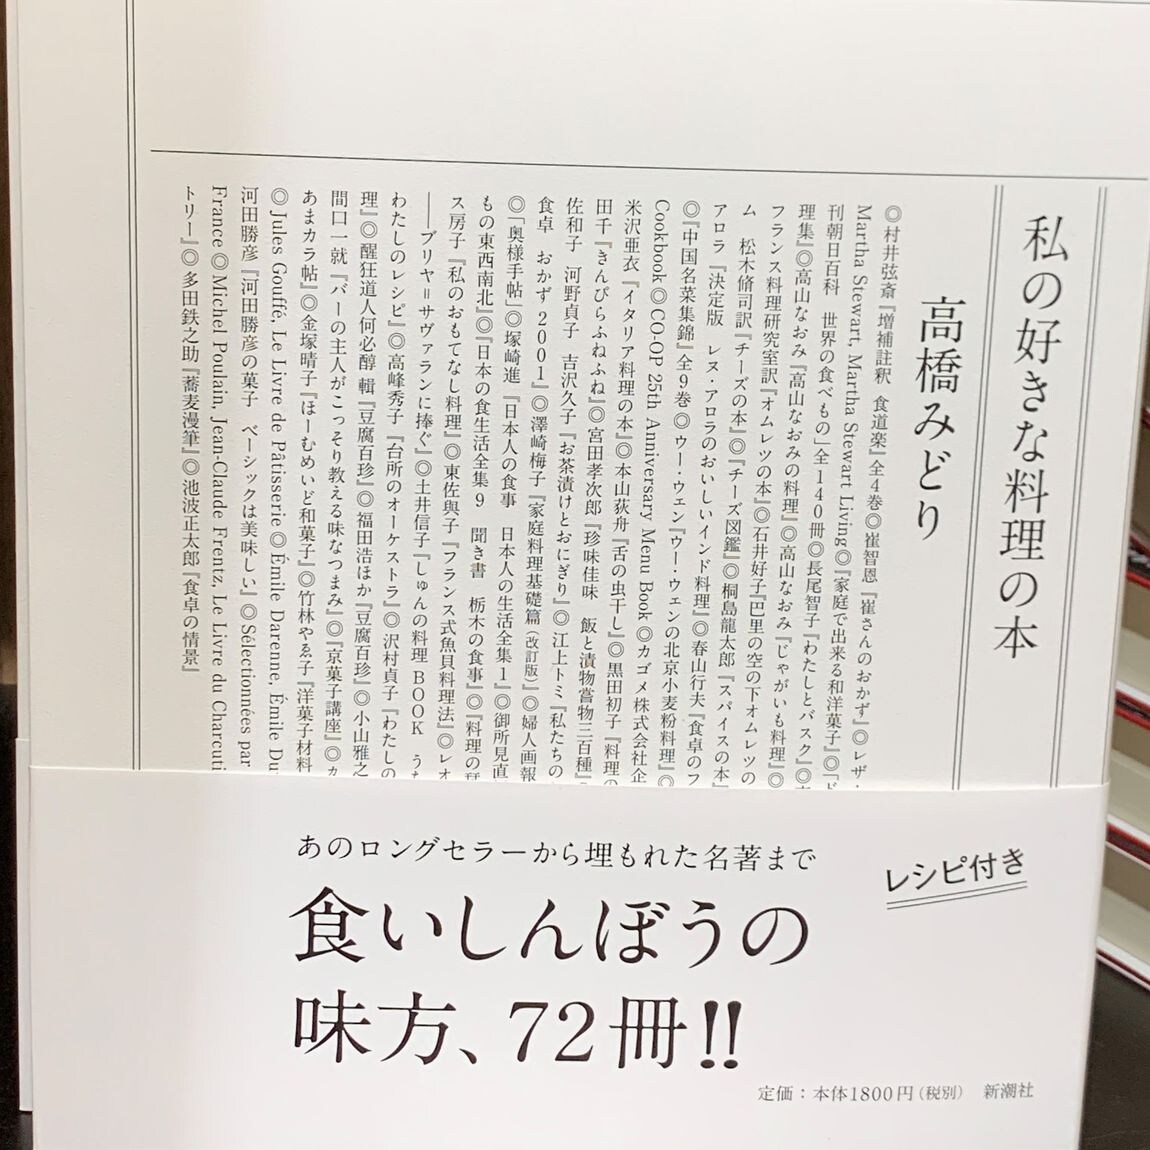 私の好きな料理の本
高橋みどり
◎村井弦斎『増補註釈 食道楽』全4巻◎崔智恩『崔さんのおかず』◎レザ・
Martha Stewart, Martha Stewart Living◎『家庭で出来る和洋菓子』◎「
刊朝日百科 世界の食べもの」全140冊◎長尾智子『わたしとバスク』◎
理集』◎高山なおみ『高山なおみの料理』◎高山なおみ『じゃがいも料理』◎
フランス料理研究室訳『オムレツの本』◎石井好子『巴里の空の下オムレツの
ム 松木脩司訳『チーズの本』◎『チーズ図鑑』◎桐島龍太郎『スパイスの本』
アロラ『決定版 レヌ・アロラのおいしいインド料理』◎春山行夫『食卓のフ
◎『中国名菜集錦』全9巻◎ウー・ウェン『ウー・ウェンの北京小麦粉料理』◎
Cookbook◎CO-OP 25th Anniversary Menu Book◎カゴメ株式会社企
米沢亜衣『イタリア料理の本』◎本山荻舟『舌の虫干し』◎黒田初子『料理の
田千『きんぴらふねふね』◎宮田孝次郎『珍味佳味 飯と漬物嘗物三百種』
佐和子 河野貞子 吉沢久子『お茶漬けとおにぎり』◎江上トミ『私たちの
食卓 おかず2001』◎澤崎梅子『家庭料理基礎篇(改訂版)』◎婦人画報
◎「奥様手帖」◎塚崎進『日本人の食事 日本人の生活全集1』◎御所見直
もの東西南北』◎『日本の食生活全集9 聞き書 栃木の食事』◎『料理の
ス房子『私のおもてなし料理』◎東佐與子『フランス式魚貝料理法』◎レオ
――ブリヤ＝サヴァランに捧ぐ』◎土井信子『しゅんの料理BOOK う
わたしのレシピ』◎高峰秀子『台所のオーケストラ』◎沢村貞子『わたしの
理』◎醒狂道人何必醇 輯『豆腐百珍』◎福田浩ほか『豆腐百珍』◎小山雅之
間口一就『バーの主人がこっそり教える味なつまみ』◎『京菓子講座』◎
あまカラ帖』◎金塚晴子『ほーむめいど和菓子』◎竹林やゑ子『洋菓子材料
◎Jules Gouffé, Le Livre de Pâtisserie◎Émile Darenne, Émile Du
河田勝彦『河田勝彦の菓子 ベーシックは美味しい』◎Sélectionnées par
France◎Michel Poulain, Jean-Claude Frentz, Le Livre du Charcuti
トリー』◎多田鉄之助『蕎麦漫筆』◎池波正太郎『食卓の情景』
あのロングセラーから埋もれた名著まで
レシピ付き
食いしんぼうの
味方、72冊!!
定価：本体1800円(税別) 新潮社